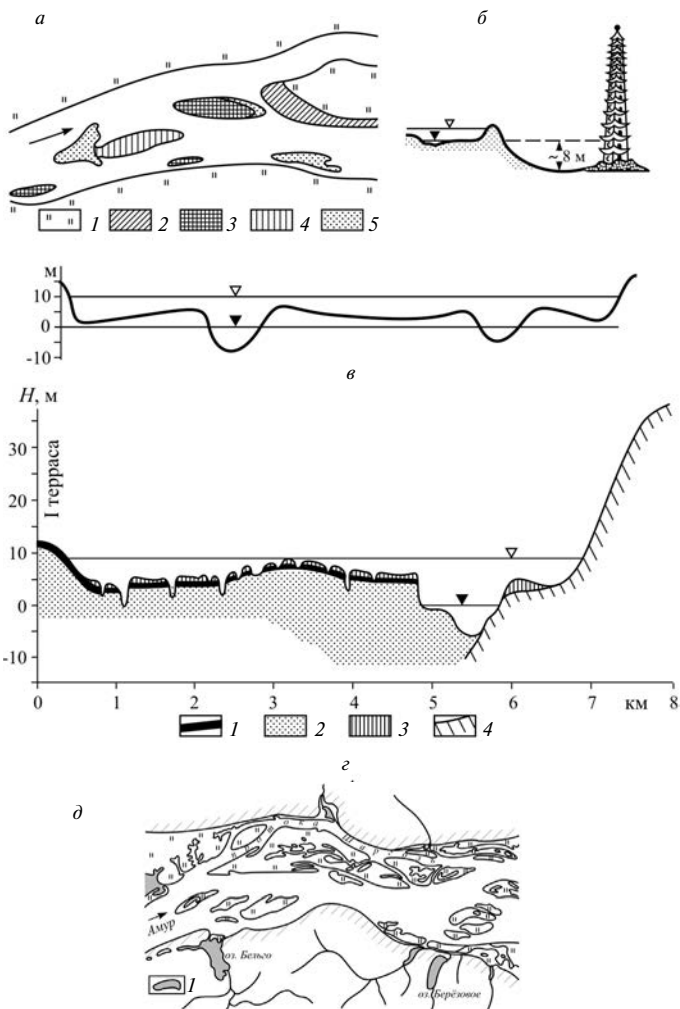 а
б
~ 8 м
1 2 3 4 5
м
10
0
-10
в
H, м
I терраса
30
20
10
0
-10
0 1 2 3 4 5 6 7 км 8
1 2 3 4
г
д
Амур
оз. Бельго
оз. Берёзовое
1